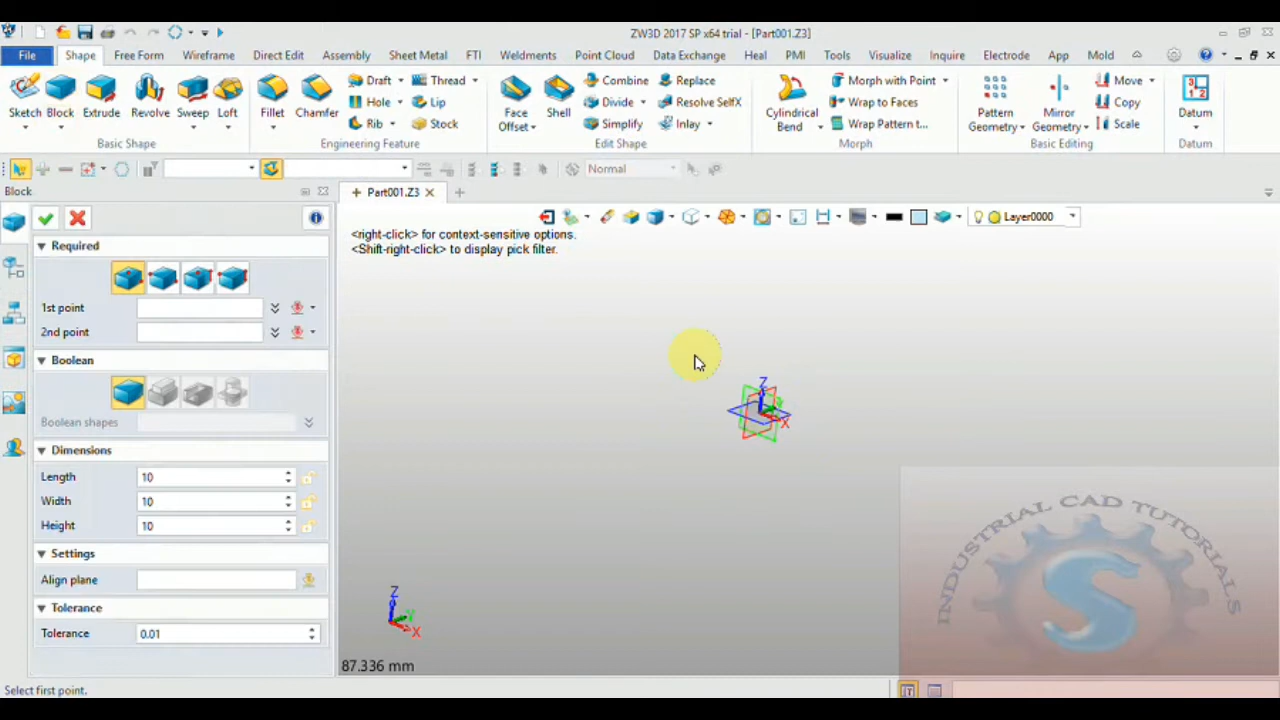 ZW3D 2017 SP x64 trial - [Part001.Z3]
File Shape Free Form Wireframe Direct Edit Assembly Sheet Metal FTI Weldments Point Cloud Data Exchange Heal PMI Tools Visualize Inquire Electrode App Mold
Draft Thread Combine Replace Morph with Point Move
Hole Lip Divide Resolve SelfX Wrap to Faces Copy
Sketch Block Extrude Revolve Sweep Loft Fillet Chamfer Face Offset Shell Cylindrical Bend Pattern Geometry Mirror Geometry Datum
Rib Stock Simplify Inlay Wrap Pattern t... Scale
Basic Shape Engineering Feature Edit Shape Morph Basic Editing Datum
Normal
Block
Part001.Z3
Layer0000
<right-click> for context-sensitive options.
<Shift-right-click> to display pick filter.
Required
1st point
2nd point
Boolean
Boolean shapes
Dimensions
Length 10
Width 10
Height 10
Settings
Align plane
Tolerance
Tolerance 0.01
Z
X
Z
Y
X
87.336 mm
INDUSTRIAL CAD TUTORIALS
S
Select first point.